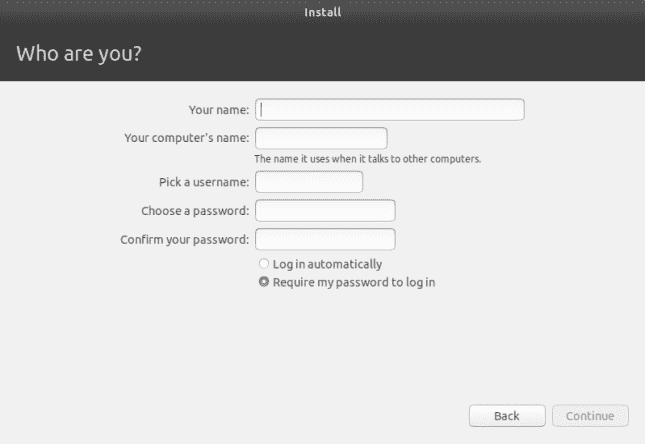 Install
Who are you?
Your name:
Your computer's name:
The name it uses when it talks to other computers.
Pick a username:
Choose a password:
Confirm your password:
Log in automatically
Require my password to log in
Back Continue